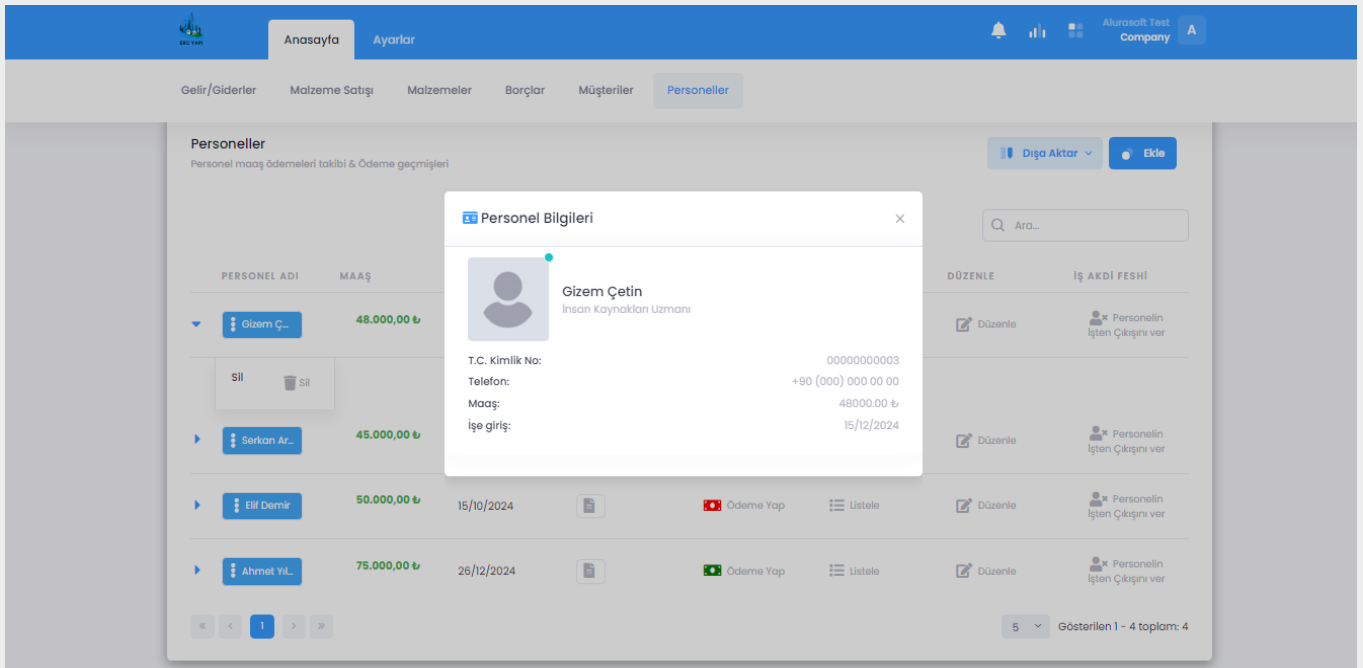 ERG YAPI
Anasayfa
Ayarlar
Alurasoft Test
Company
A
Gelir/Giderler
Malzeme Satışı
Malzemeler
Borçlar
Müşteriler
Personeller
Personeller
Personel maaş ödemeleri takibi & Ödeme geçmişleri
Dışa Aktar
Ekle
Ara...
PERSONEL ADI
MAAŞ
DÜZENLE
İŞ AKDİ FESHİ
Gizem Ç...
48.000,00 ₺
Düzenle
Personelin
İşten Çıkışını ver
Sil
Sil
Serkan Ar...
45.000,00 ₺
Düzenle
Personelin
İşten Çıkışını ver
Elif Demir
50.000,00 ₺
15/10/2024
Ödeme Yap
Listele
Düzenle
Personelin
İşten Çıkışını ver
Ahmet Yıl...
75.000,00 ₺
26/12/2024
Ödeme Yap
Listele
Düzenle
Personelin
İşten Çıkışını ver
« ‹ 1 › »
5
Gösterilen 1 - 4 toplam: 4
Personel Bilgileri
×
Gizem Çetin
İnsan Kaynakları Uzmanı
T.C. Kimlik No:
00000000003
Telefon:
+90 (000) 000 00 00
Maaş:
48000.00 ₺
İşe giriş:
15/12/2024